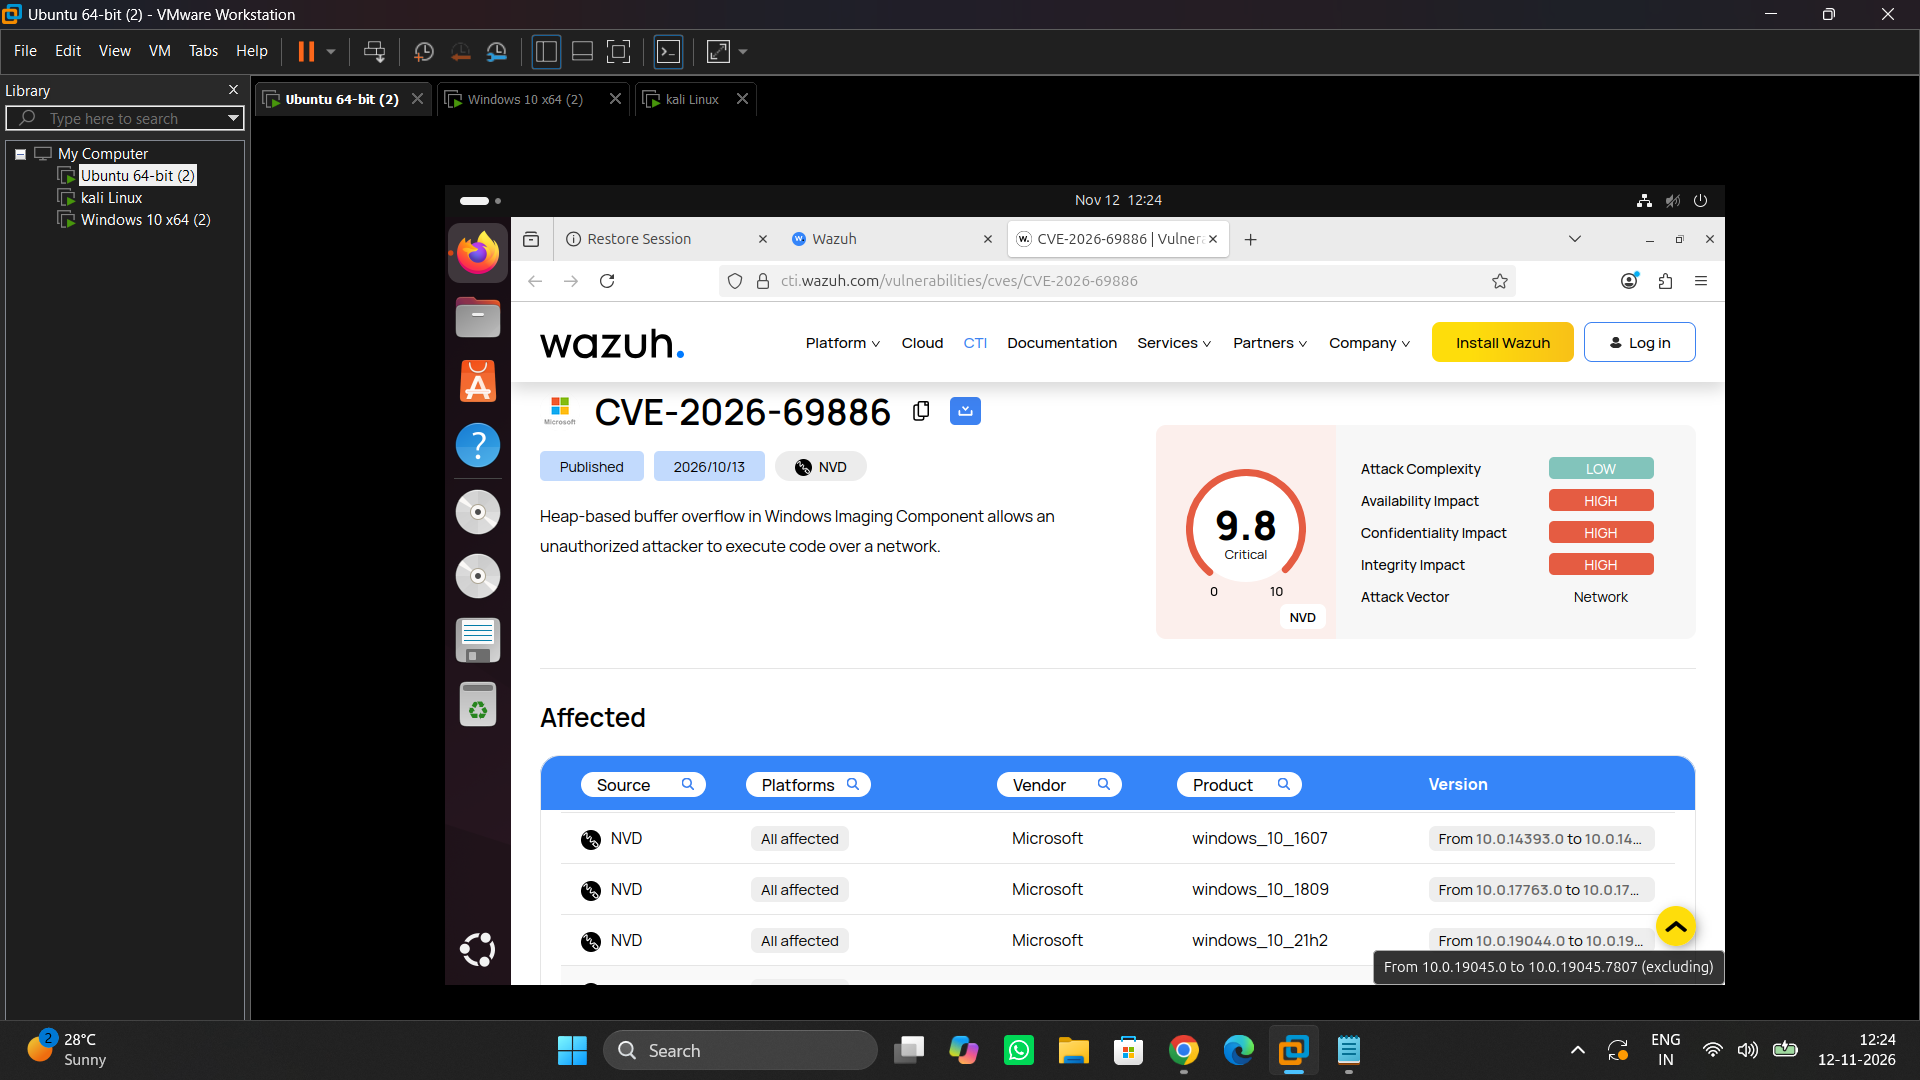 Ubuntu 64-bit (2) - VMware Workstation
File Edit View VM Tabs Help
Library
Type here to search
My Computer
Ubuntu 64-bit (2)
kali Linux
Windows 10 x64 (2)
Ubuntu 64-bit (2) Windows 10 x64 (2) kali Linux
Nov 12 12:24
Restore Session Wazuh CVE-2026-69886 | Vulner
cti.wazuh.com/vulnerabilities/cves/CVE-2026-69886
wazuh. Platform Cloud CTI Documentation Services Partners Company Install Wazuh Log in
Microsoft
CVE-2026-69886
Published 2026/10/13 NVD
Heap-based buffer overflow in Windows Imaging Component allows an
unauthorized attacker to execute code over a network.
9.8
Critical
0 10
NVD
Attack Complexity LOW
Availability Impact HIGH
Confidentiality Impact HIGH
Integrity Impact HIGH
Attack Vector Network
Affected
Source Platforms Vendor Product Version
NVD All affected Microsoft windows_10_1607 From 10.0.14393.0 to 10.0.14...
NVD All affected Microsoft windows_10_1809 From 10.0.17763.0 to 10.0.17...
NVD All affected Microsoft windows_10_21h2 From 10.0.19044.0 to 10.0.19...
From 10.0.19045.0 to 10.0.19045.7807 (excluding)
2
28°C
Sunny
Search
ENG
IN
12:24
12-11-2026